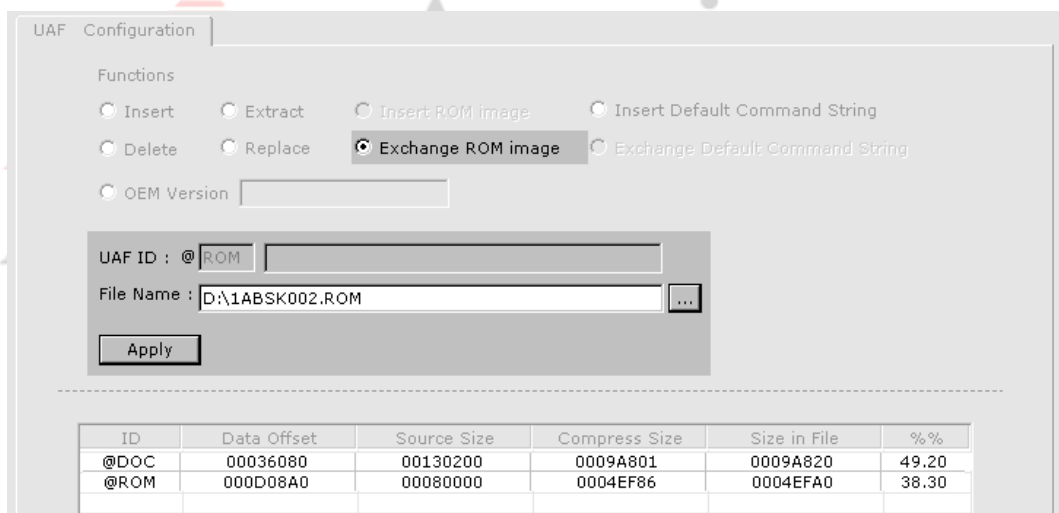 UAF Configuration
Functions
Insert Extract Insert ROM image Insert Default Command String
Delete Replace Exchange ROM image Exchange Default Command String
OEM Version
UAF ID : @ ROM
File Name : D:\1ABSK002.ROM ...
Apply
ID Data Offset Source Size Compress Size Size in File %%
@DOC 00036080 00130200 0009A801 0009A820 49.20
@ROM 000D08A0 00080000 0004EF86 0004EFA0 38.30